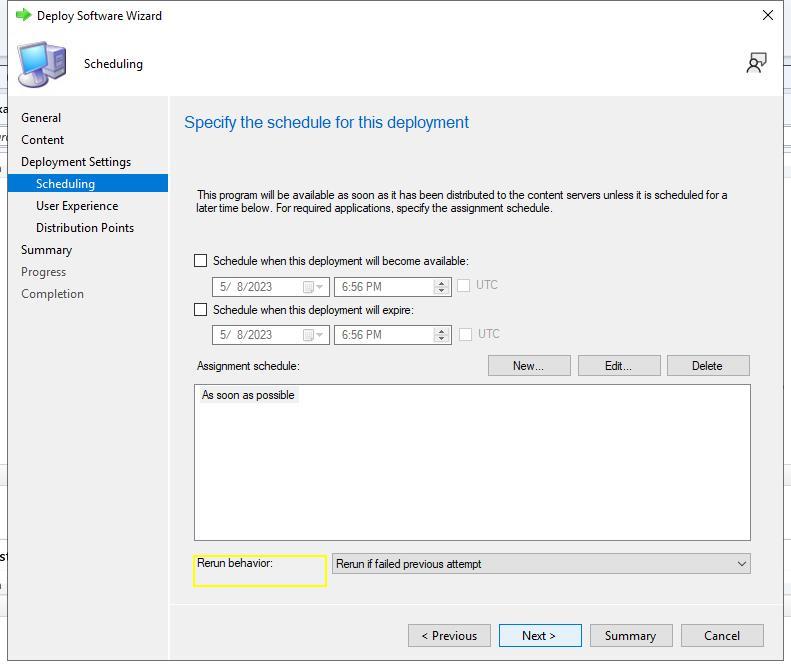 Deploy Software Wizard
Scheduling
General
Content
Deployment Settings
Scheduling
User Experience
Distribution Points
Summary
Progress
Completion
Specify the schedule for this deployment
This program will be available as soon as it has been distributed to the content servers unless it is scheduled for a
later time below. For required applications, specify the assignment schedule.
Schedule when this deployment will become available:
5/ 8/2023 6:56 PM UTC
Schedule when this deployment will expire:
5/ 8/2023 6:56 PM UTC
Assignment schedule: New... Edit... Delete
As soon as possible
Rerun behavior: Rerun if failed previous attempt
< Previous Next > Summary Cancel